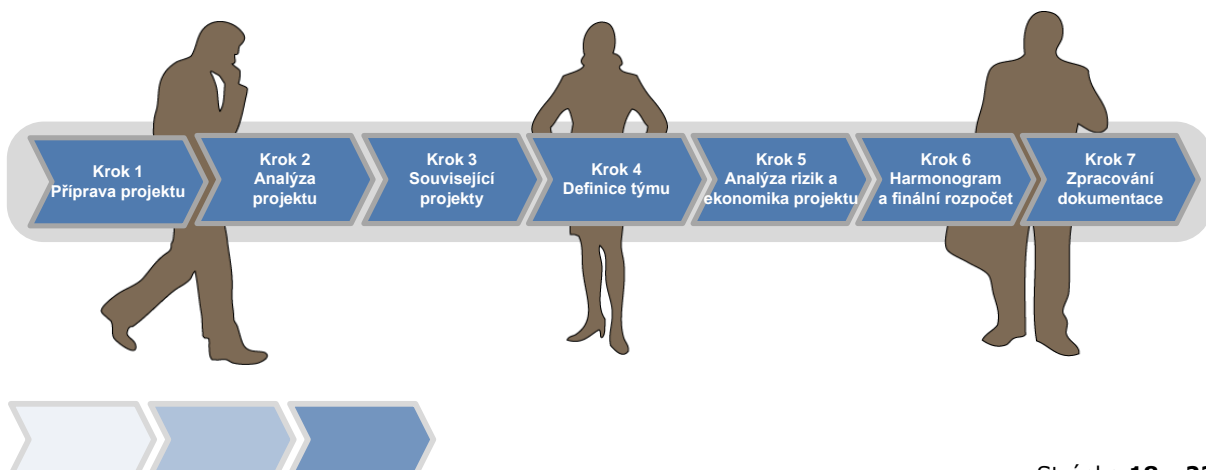 Krok 1
Příprava projektu
Krok 2
Analýza
projektu
Krok 3
Související
projekty
Krok 4
Definice týmu
Krok 5
Analýza rizik a
ekonomika projektu
Krok 6
Harmonogram
a finální rozpočet
Krok 7
Zpracování
dokumentace